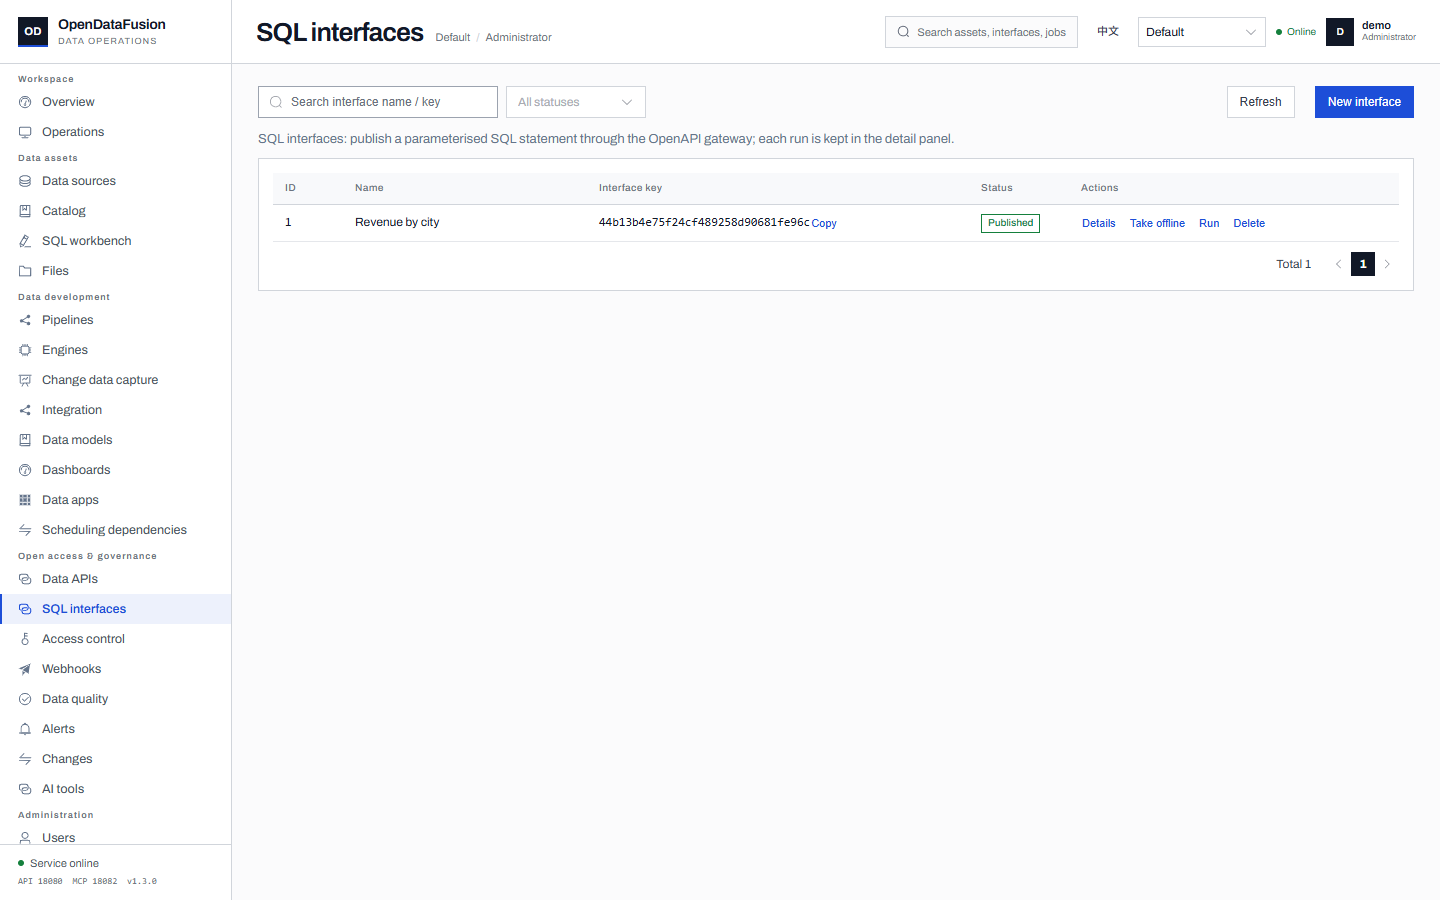 OD
OpenDataFusion
DATA OPERATIONS
SQL interfaces
Default / Administrator
Search assets, interfaces, jobs
中文
Default
Online
D
demo
Administrator
Workspace
Overview
Operations
Data assets
Data sources
Catalog
SQL workbench
Files
Data development
Pipelines
Engines
Change data capture
Integration
Data models
Dashboards
Data apps
Scheduling dependencies
Open access & governance
Data APIs
SQL interfaces
Access control
Webhooks
Data quality
Alerts
Changes
AI tools
Administration
Users
Service online
API 18080 MCP 18082 v1.3.0
Search interface name / key
All statuses
Refresh
New interface
SQL interfaces: publish a parameterised SQL statement through the OpenAPI gateway; each run is kept in the detail panel.
ID Name Interface key Status Actions
1 Revenue by city 44b13b4e75f24cf489258d90681fe96c Copy Published Details Take offline Run Delete
Total 1 1